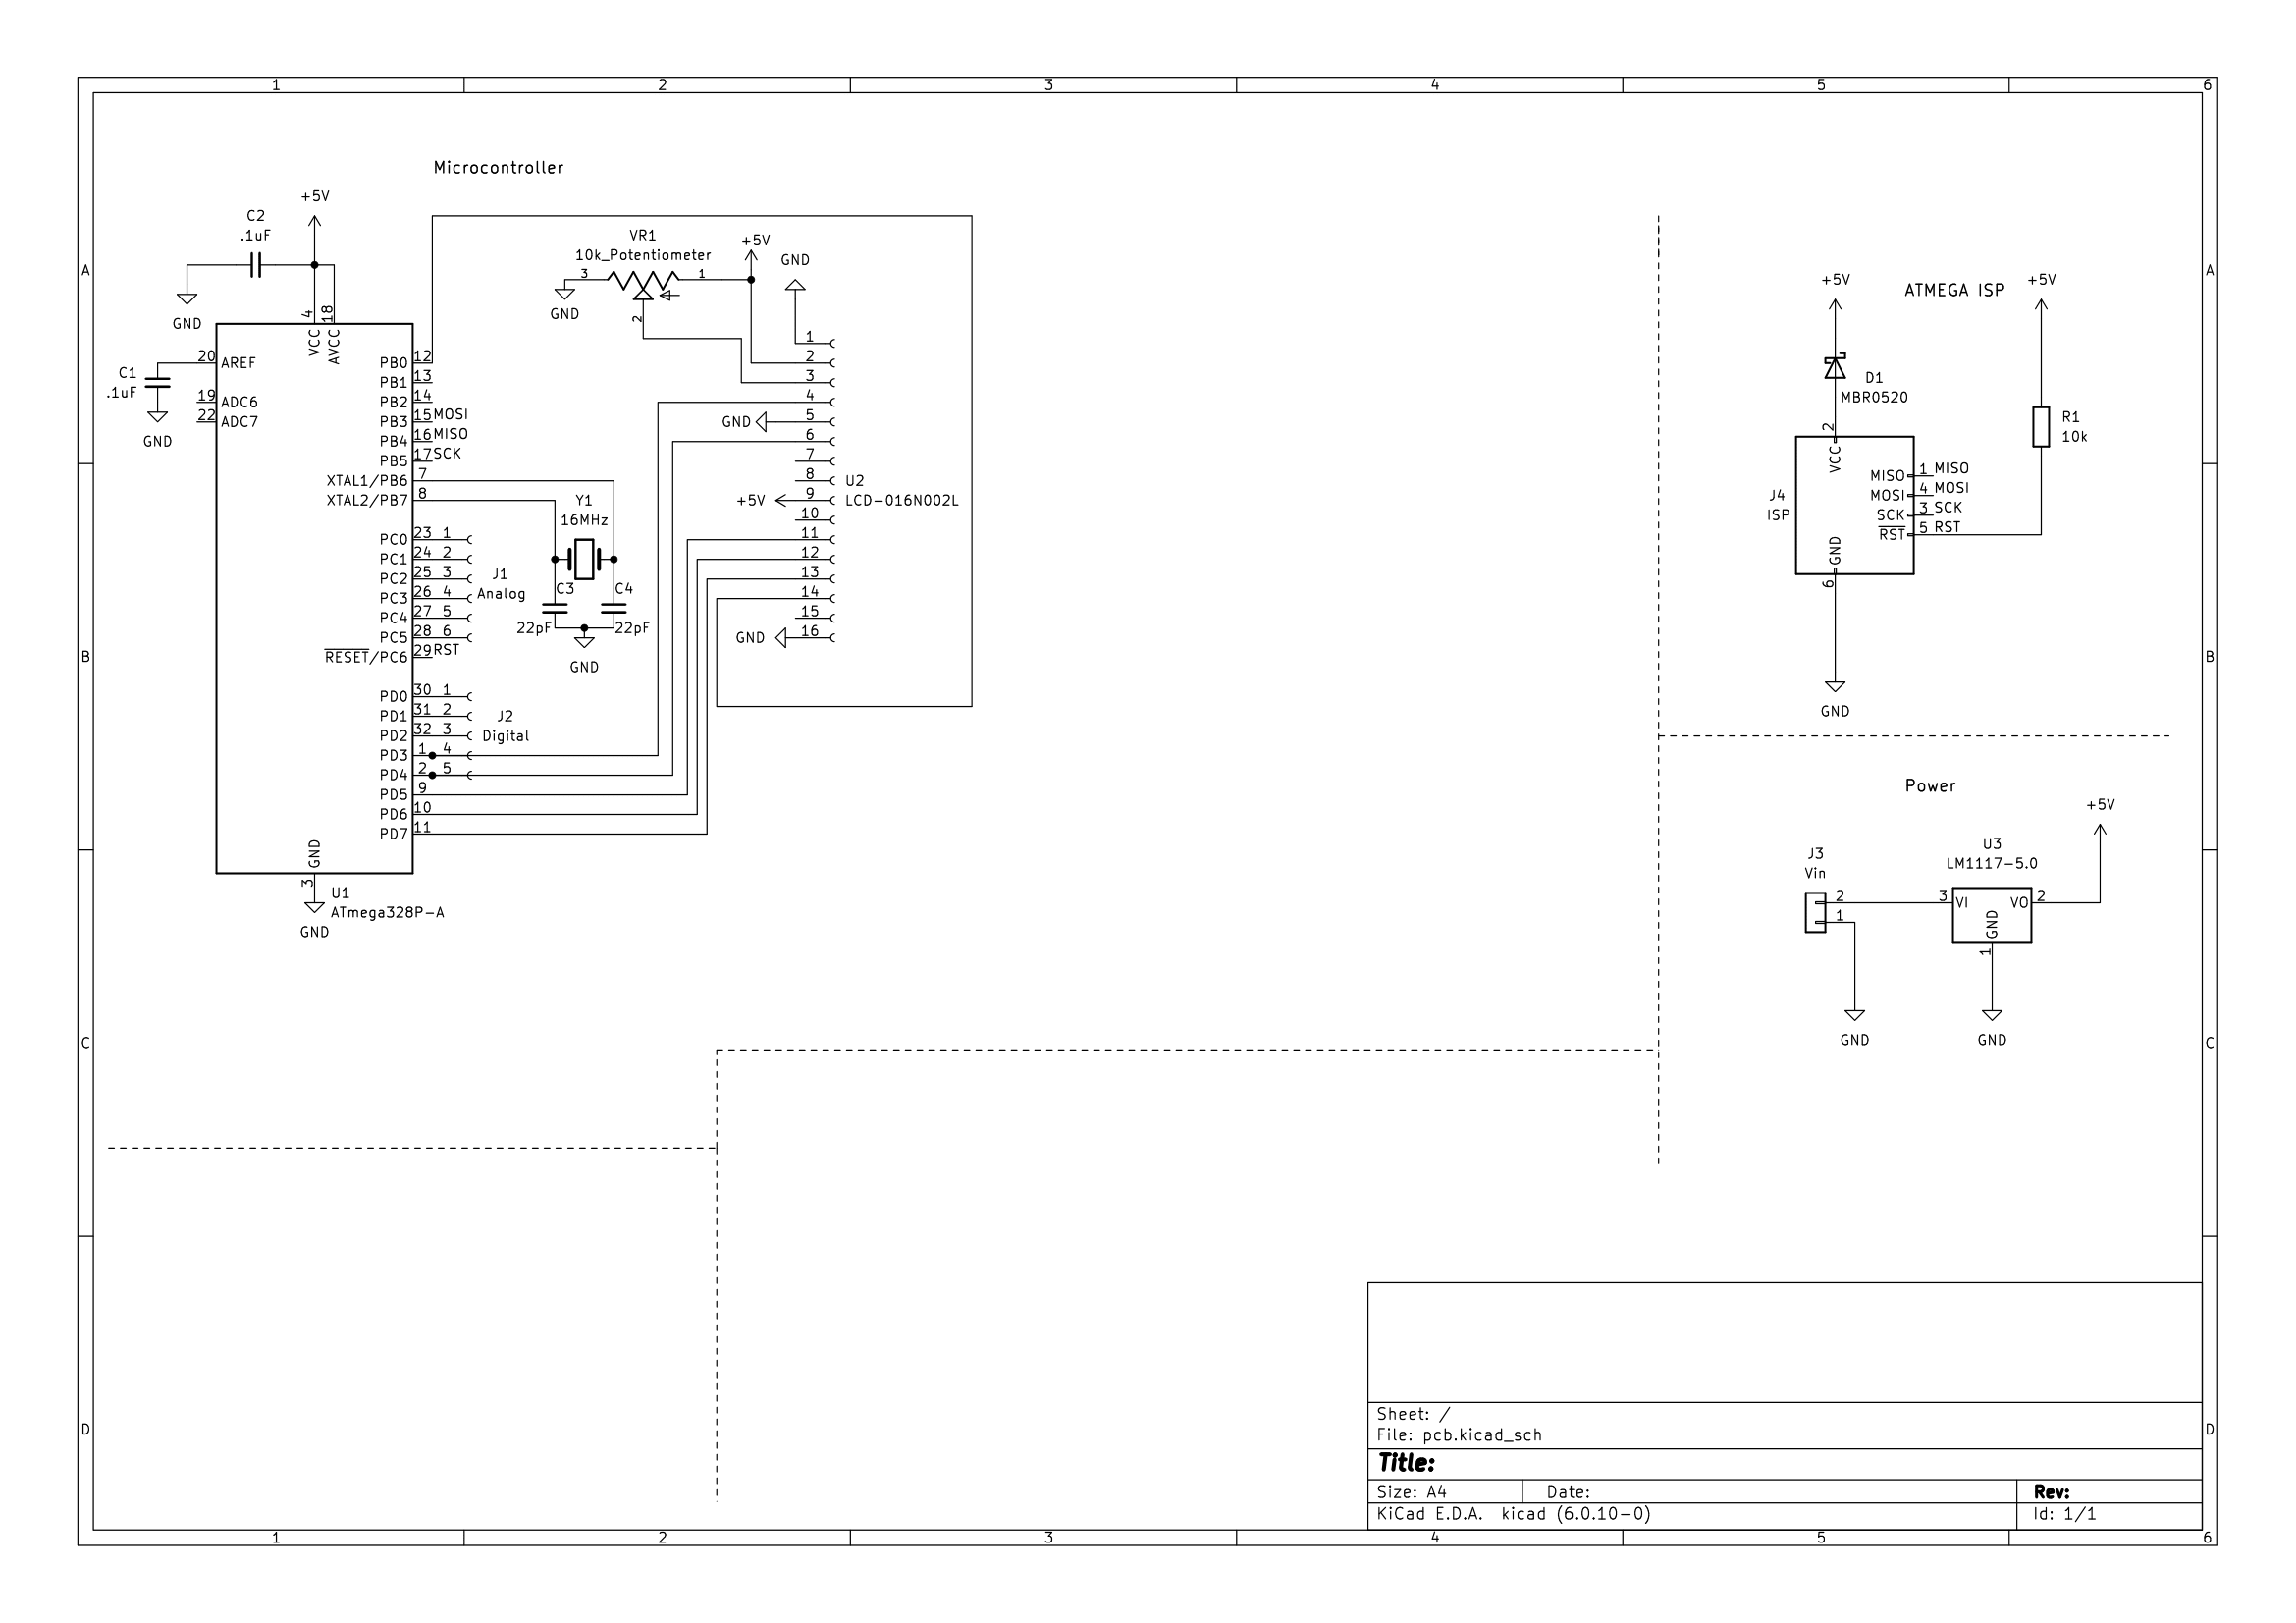 1 2 3 4 5 6
A
B
C
D
Microcontroller
+5V
C2
.1uF
GND
4
18
VCC
AVCC
C1
.1uF
GND
20
AREF
19
ADC6
22
ADC7
PB0
12
PB1
13
PB2
14
PB3
15
MOSI
PB4
16
MISO
PB5
17
SCK
XTAL1/PB6
7
XTAL2/PB7
8
PC0
23
1
PC1
24
2
PC2
25
3
PC3
26
4
PC4
27
5
PC5
28
6
J1
Analog
RESET/PC6
29
RST
PD0
30
1
PD1
31
2
PD2
32
3
PD3
1
4
PD4
2
5
J2
Digital
PD5
9
PD6
10
PD7
11
GND
3
GND
U1
ATmega328P-A
Y1
16MHz
C3
22pF
C4
22pF
GND
VR1
10k_Potentiometer
3
1
2
GND
+5V
GND
1
2
3
4
GND
5
6
7
8
+5V
9
10
11
12
13
14
15
GND
16
U2
LCD-016N002L
ATMEGA ISP
+5V
+5V
D1
MBR0520
R1
10k
J4
ISP
2
VCC
MISO
1
MISO
MOSI
4
MOSI
SCK
3
SCK
RST
5
RST
GND
6
GND
Power
+5V
J3
Vin
2
1
GND
U3
LM1117-5.0
3
VI
VO
2
GND
1
GND
Sheet: /
File: pcb.kicad_sch
Title:
Size: A4
Date:
Rev:
KiCad E.D.A. kicad (6.0.10-0)
Id: 1/1
A
B
C
D
1 2 3 4 5 6